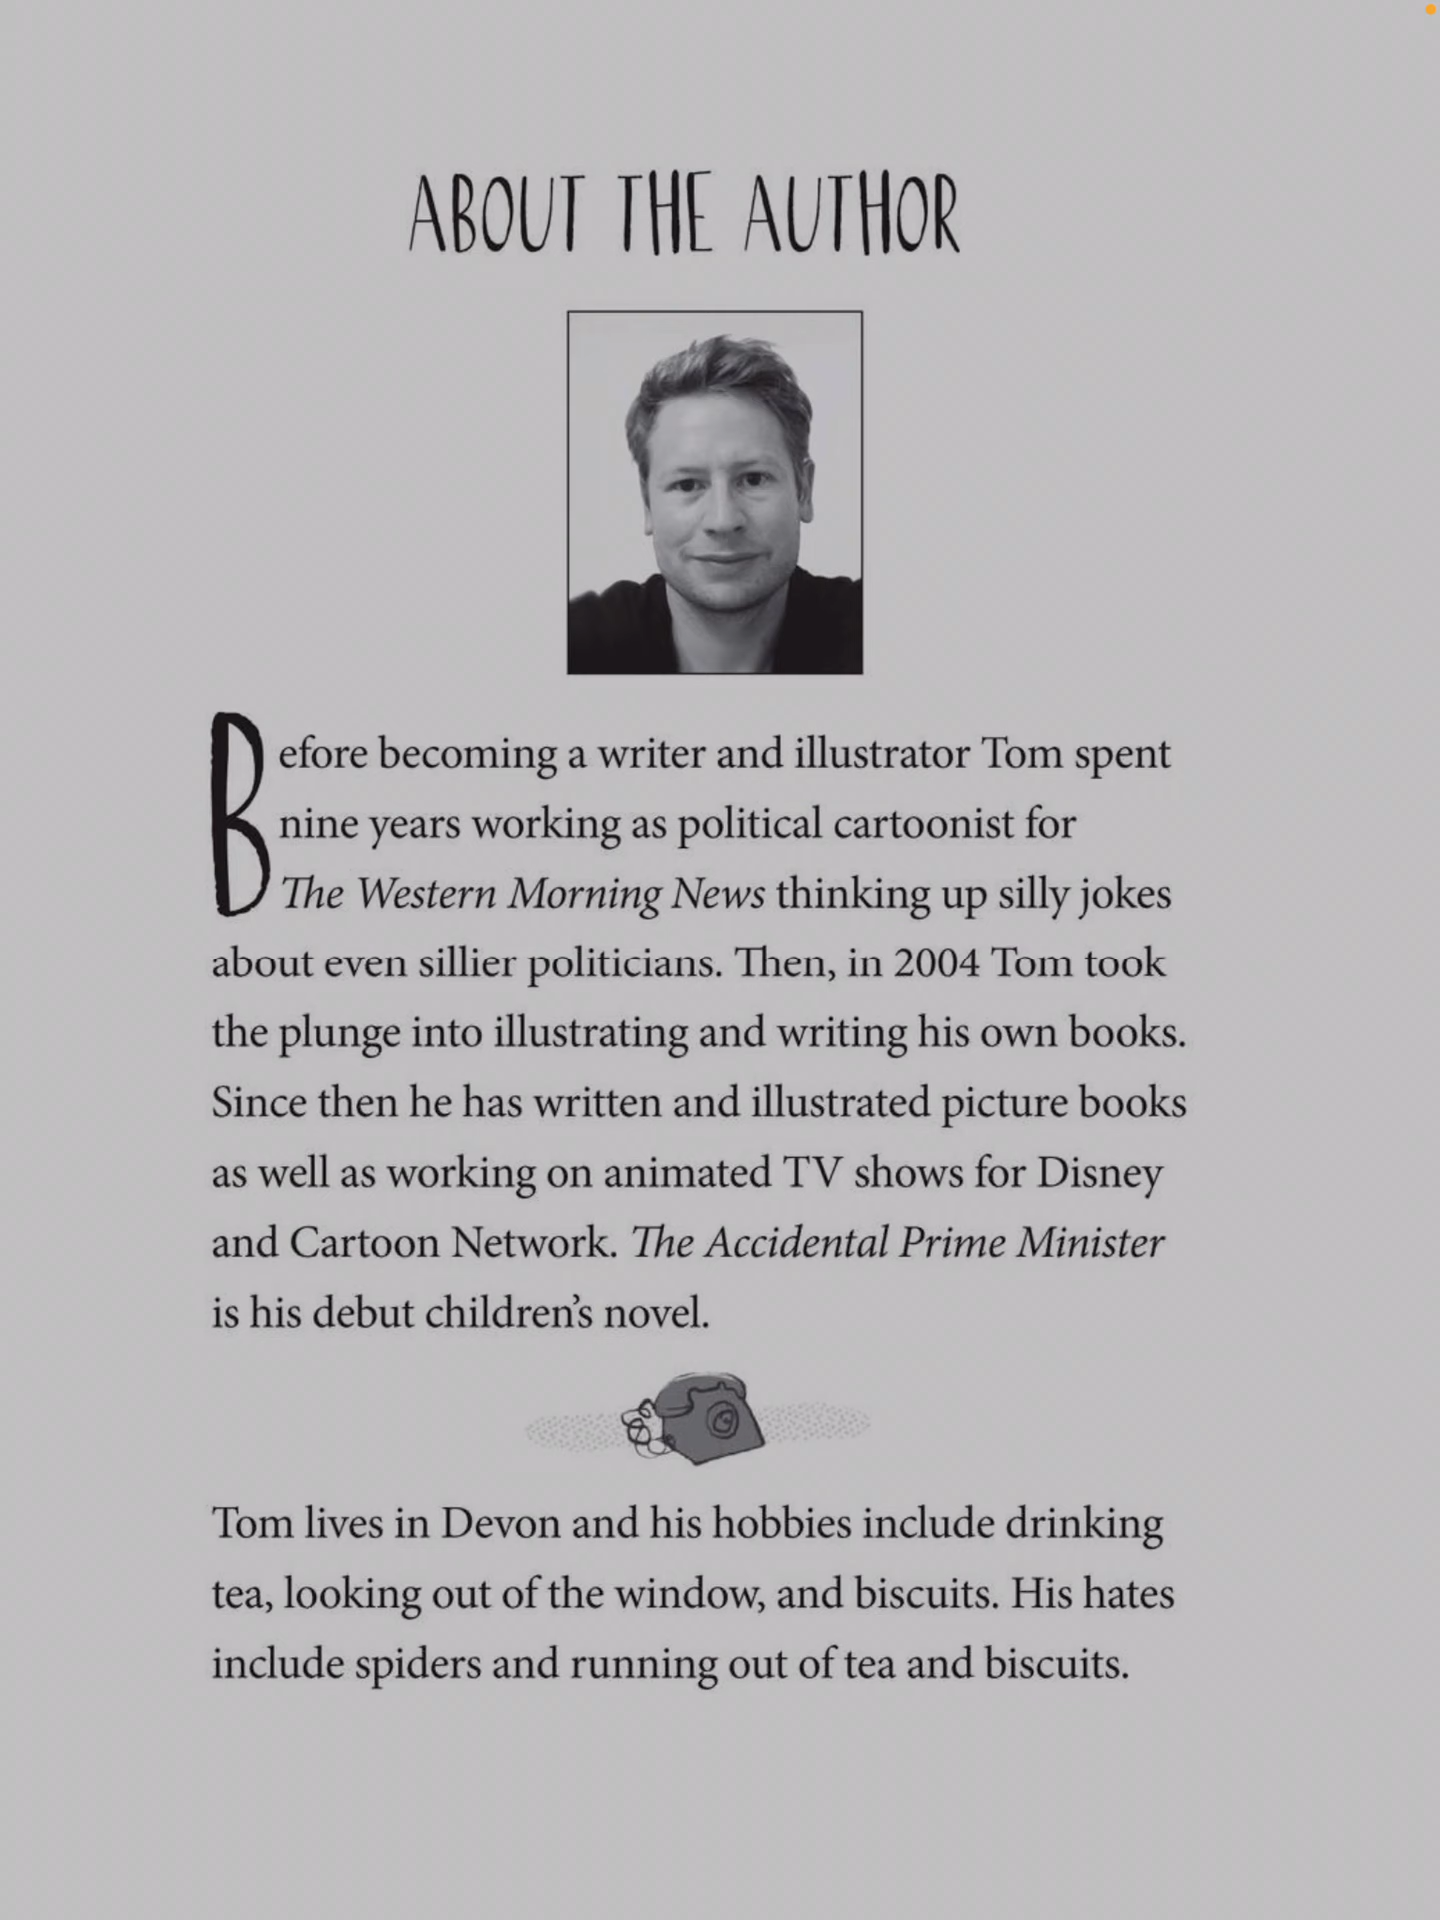 ABOUT THE AUTHOR
Before becoming a writer and illustrator Tom spent
nine years working as political cartoonist for
The Western Morning News thinking up silly jokes
about even sillier politicians. Then, in 2004 Tom took
the plunge into illustrating and writing his own books.
Since then he has written and illustrated picture books
as well as working on animated TV shows for Disney
and Cartoon Network. The Accidental Prime Minister
is his debut children’s novel.
Tom lives in Devon and his hobbies include drinking
tea, looking out of the window, and biscuits. His hates
include spiders and running out of tea and biscuits.